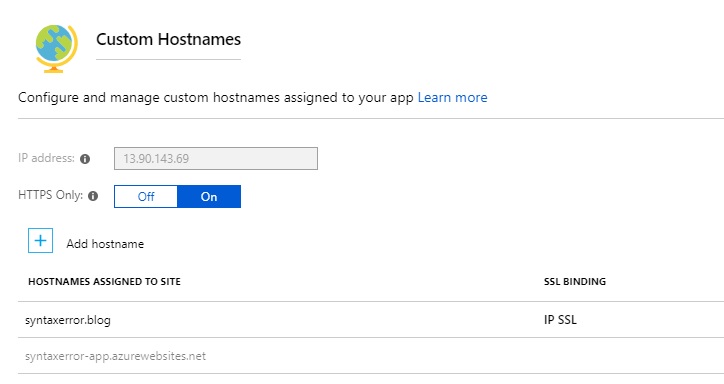 Custom Hostnames
Configure and manage custom hostnames assigned to your app Learn more
IP address: 13.90.143.69
HTTPS Only: Off On
+ Add hostname
HOSTNAMES ASSIGNED TO SITE SSL BINDING
syntaxerror.blog IP SSL
syntaxerror-app.azurewebsites.net